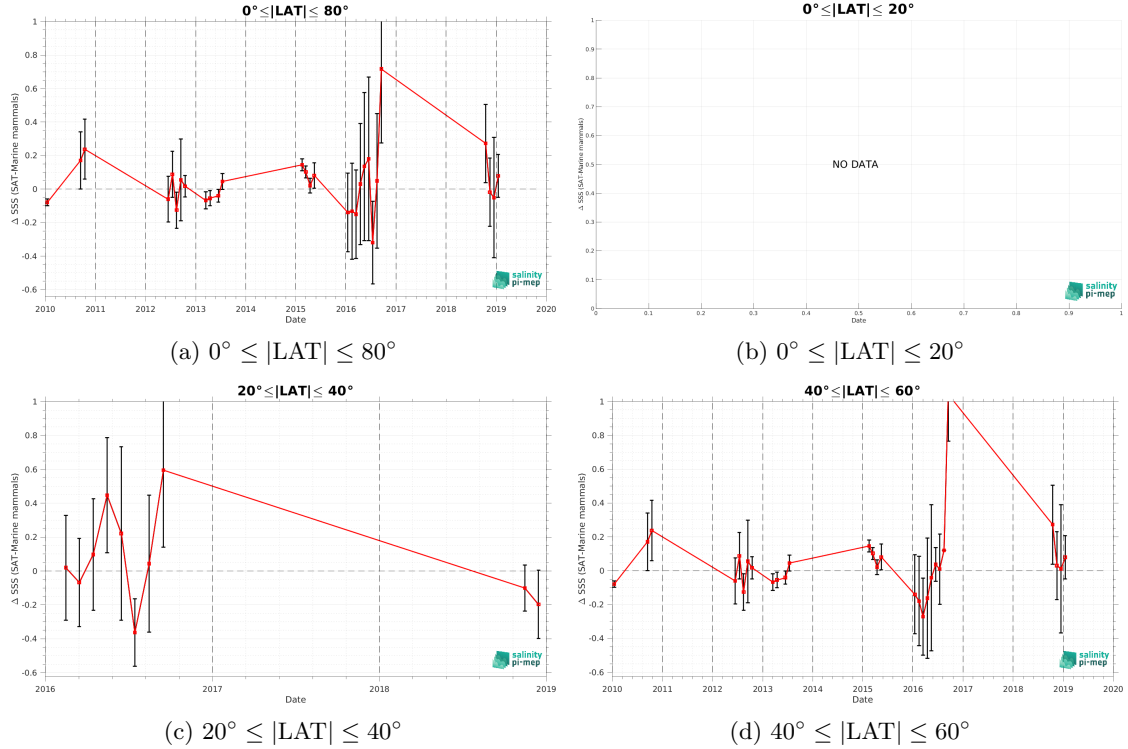 0°≤|LAT|≤ 80°
Δ SSS (SAT-Marine mammals)
1
0.8
0.6
0.4
0.2
0
-0.2
-0.4
-0.6
2010 2011 2012 2013 2014 2015 2016 2017 2018 2019 2020
Date
salinity
pi-mep
(a) 0° ≤ |LAT| ≤ 80°
0°≤|LAT|≤ 20°
Δ SSS (SAT-Marine mammals)
1
0.9
0.8
0.7
0.6
0.5
0.4
0.3
0.2
0.1
0
NO DATA
0 0.1 0.2 0.3 0.4 0.5 0.6 0.7 0.8 0.9 1
Date
salinity
pi-mep
(b) 0° ≤ |LAT| ≤ 20°
20°≤|LAT|≤ 40°
Δ SSS (SAT-Marine mammals)
1
0.8
0.6
0.4
0.2
0
-0.2
-0.4
-0.6
2016 2017 2018 2019
Date
salinity
pi-mep
(c) 20° ≤ |LAT| ≤ 40°
40°≤|LAT|≤ 60°
Δ SSS (SAT-Marine mammals)
1
0.8
0.6
0.4
0.2
0
-0.2
-0.4
-0.6
2010 2011 2012 2013 2014 2015 2016 2017 2018 2019 2020
Date
salinity
pi-mep
(d) 40° ≤ |LAT| ≤ 60°